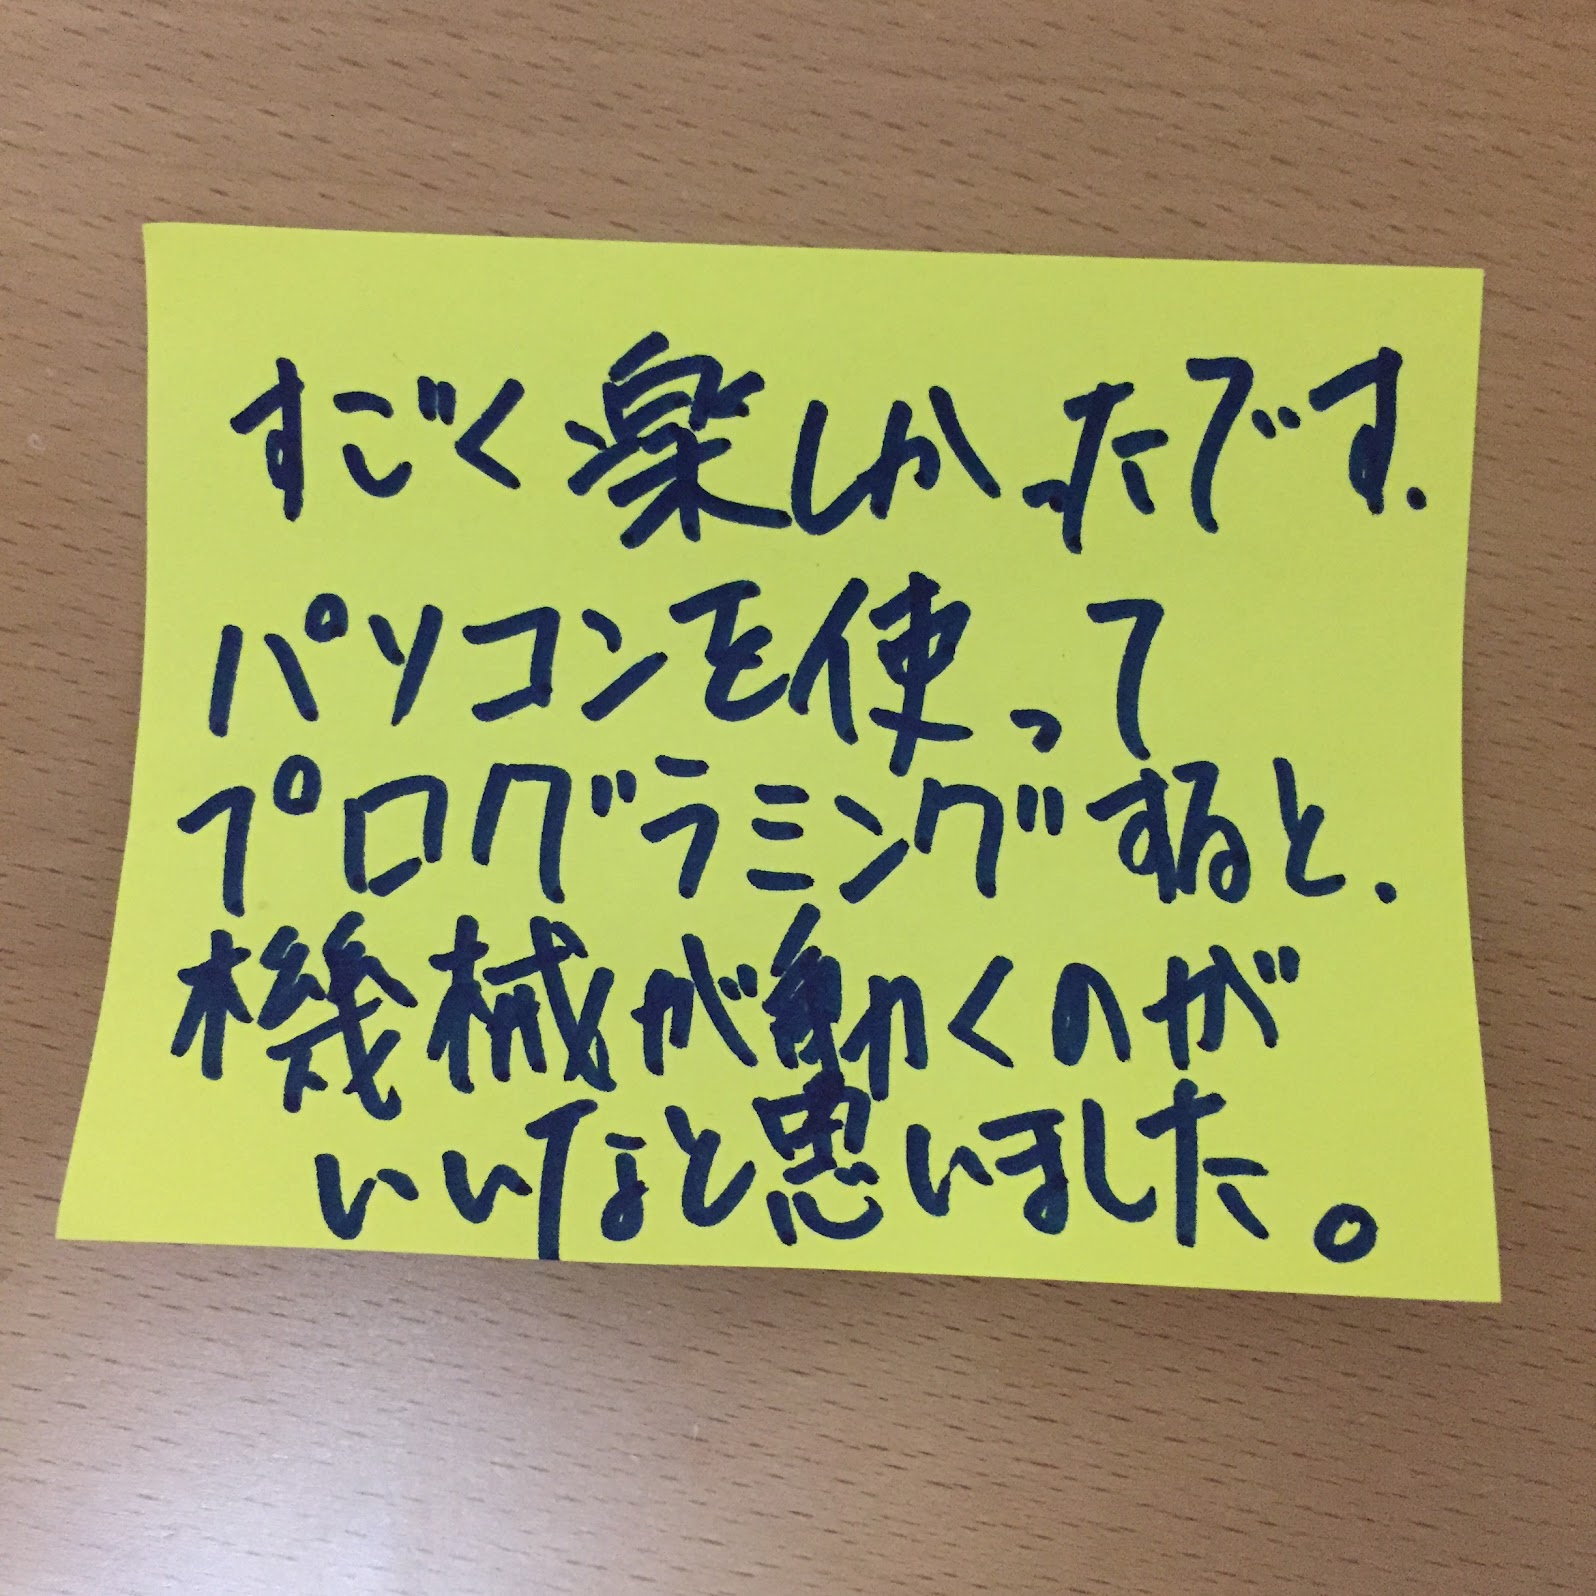 すごく楽しかったです.
パソコンを使って
プログラミングすると.
機械が動くのが
いいなと思いました。